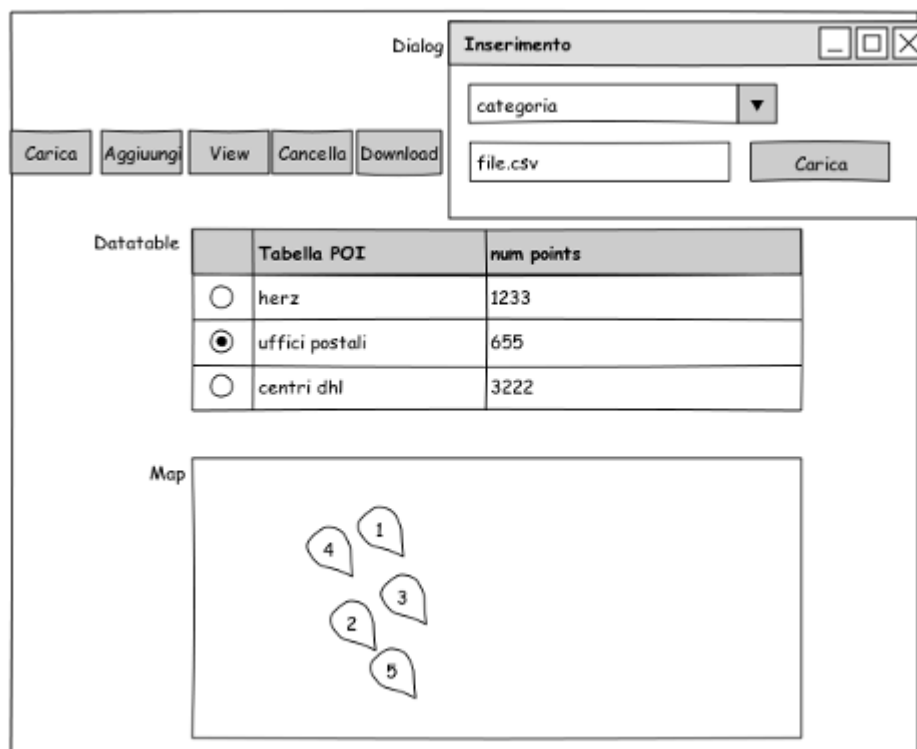 Dialog
Inserimento
categoria
file.csv Carica
Carica Aggiuungi View Cancella Download
Datatable
Tabella POI num points
herz 1233
uffici postali 655
centri dhl 3222
Map
1
4
3
2
5